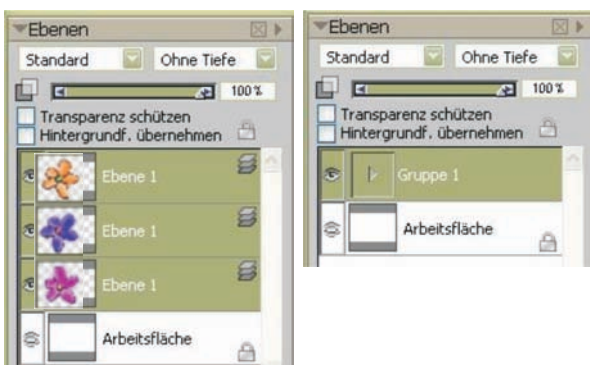 Ebenen
Standard Ohne Tiefe
100 %
Transparenz schützen
Hintergrundf. übernehmen
Ebene 1
Ebene 1
Ebene 1
Arbeitsfläche
Ebenen
Standard Ohne Tiefe
100 %
Transparenz schützen
Hintergrundf. übernehmen
Gruppe 1
Arbeitsfläche